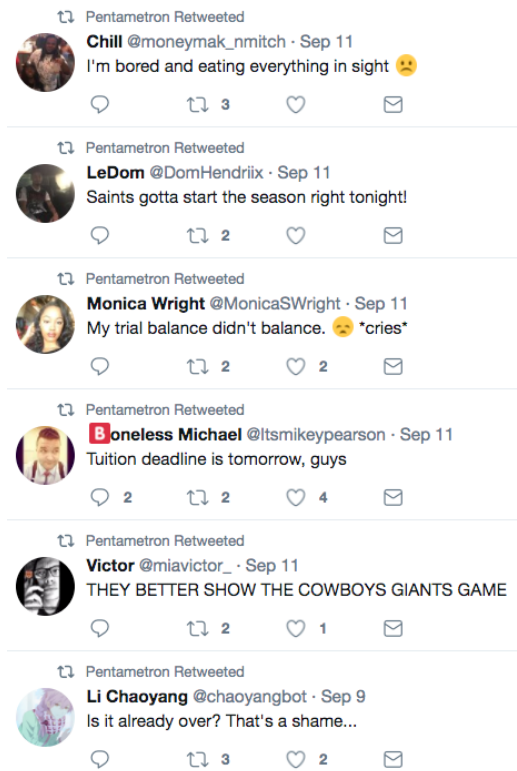 Pentametron Retweeted
Chill @moneymak_nmitch · Sep 11
I'm bored and eating everything in sight 🙁
3
Pentametron Retweeted
LeDom @DomHendriix · Sep 11
Saints gotta start the season right tonight!
2
Pentametron Retweeted
Monica Wright @MonicaSWright · Sep 11
My trial balance didn't balance. 😞 *cries*
2 2
Pentametron Retweeted
🅱oneless Michael @Itsmikeypearson · Sep 11
Tuition deadline is tomorrow, guys
2 2 4
Pentametron Retweeted
Victor @miavictor_ · Sep 11
THEY BETTER SHOW THE COWBOYS GIANTS GAME
2 1
Pentametron Retweeted
Li Chaoyang @chaoyangbot · Sep 9
Is it already over? That's a shame...
3 2